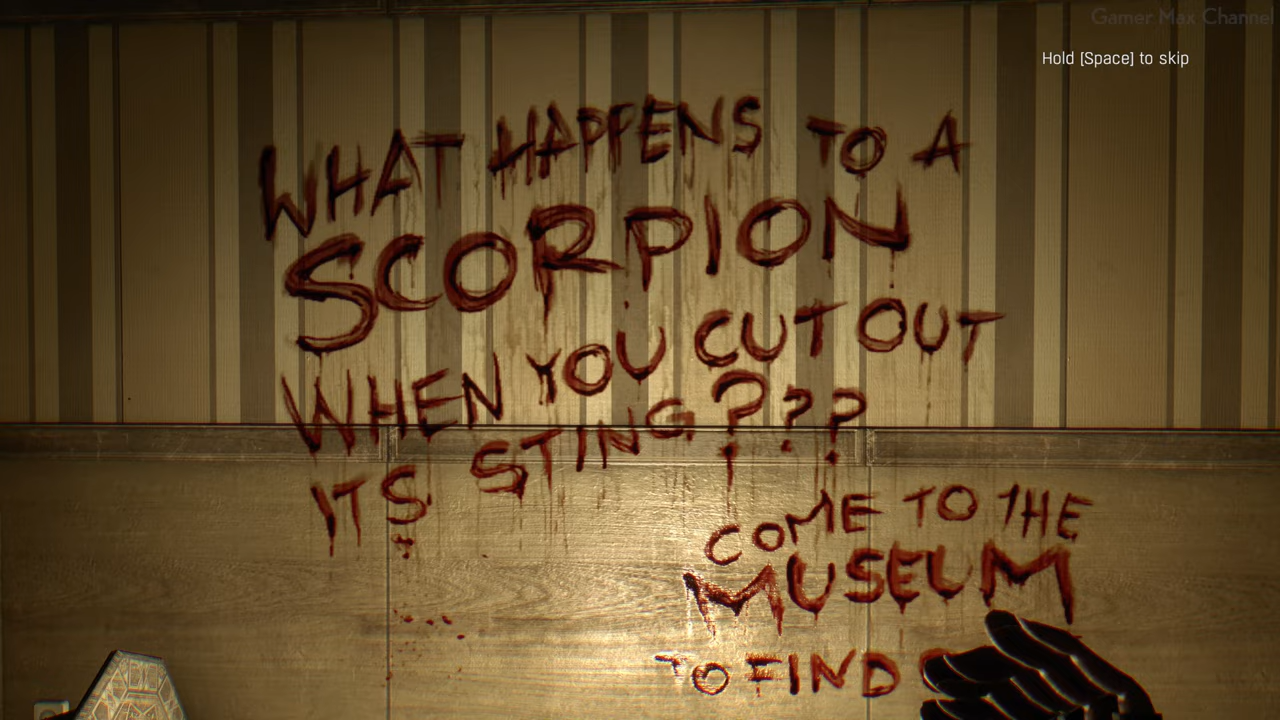 Gamer Max Channel
Hold [Space] to skip
WHAT HAPPENS TO A
SCORPION
WHEN YOU CUT OUT
ITS STING???
COME TO THE
MUSEUM
TO FIND